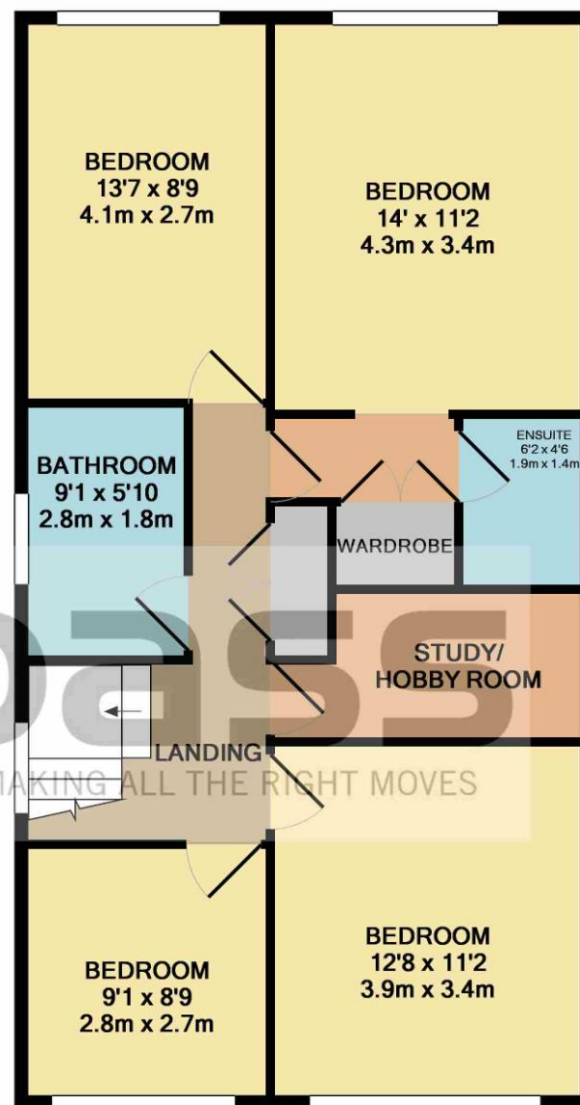 BEDROOM
13'7 x 8'9
4.1m x 2.7m
BEDROOM
14' x 11'2
4.3m x 3.4m
BATHROOM
9'1 x 5'10
2.8m x 1.8m
ENSUITE
6'2 x 4'6
1.9m x 1.4m
WARDROBE
STUDY/
HOBBY ROOM
pass
LANDING
MAKING ALL THE RIGHT MOVES
BEDROOM
9'1 x 8'9
2.8m x 2.7m
BEDROOM
12'8 x 11'2
3.9m x 3.4m